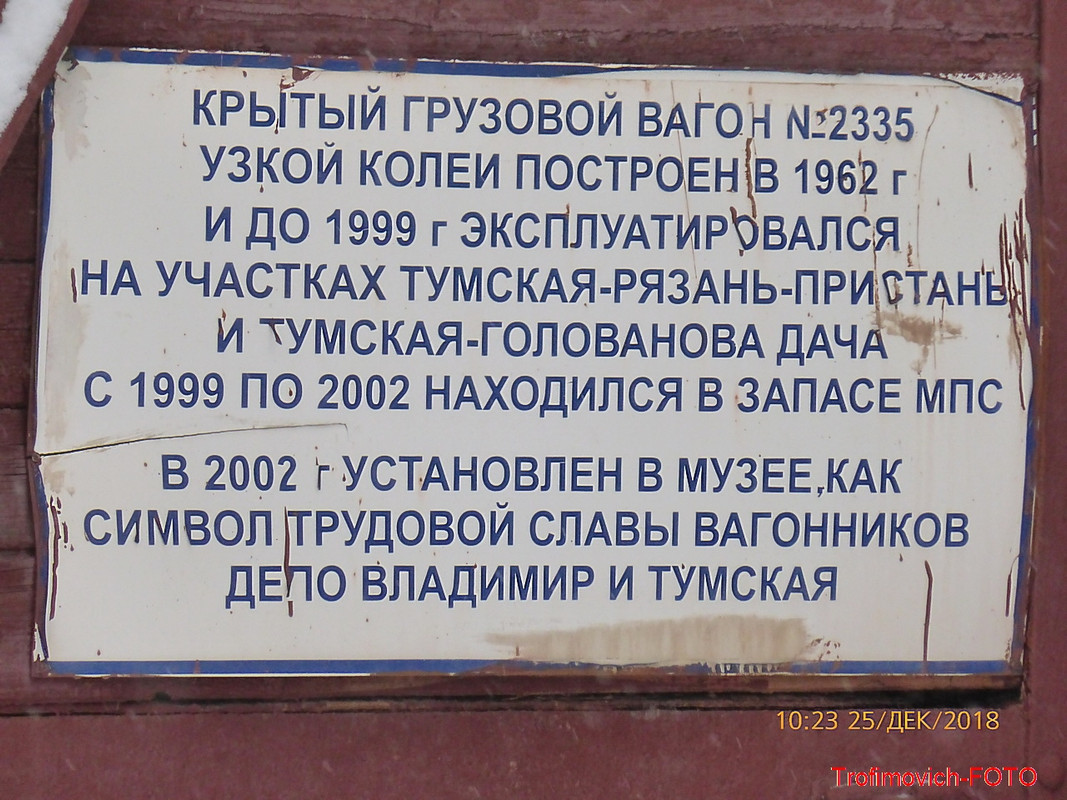 КРЫТЫЙ ГРУЗОВОЙ ВАГОН №2335
УЗКОЙ КОЛЕИ ПОСТРОЕН В 1962 г
И ДО 1999 г ЭКСПЛУАТИРОВАЛСЯ
НА УЧАСТКАХ ТУМСКАЯ-РЯЗАНЬ-ПРИСТАНЬ
И ТУМСКАЯ-ГОЛОВАНОВА ДАЧА
С 1999 ПО 2002 НАХОДИЛСЯ В ЗАПАСЕ МПС
В 2002 г УСТАНОВЛЕН В МУЗЕЕ,КАК
СИМВОЛ ТРУДОВОЙ СЛАВЫ ВАГОННИКОВ
ДЕПО ВЛАДИМИР И ТУМСКАЯ
10:23 25/ДЕК/2018
Trofimovich-FOTO